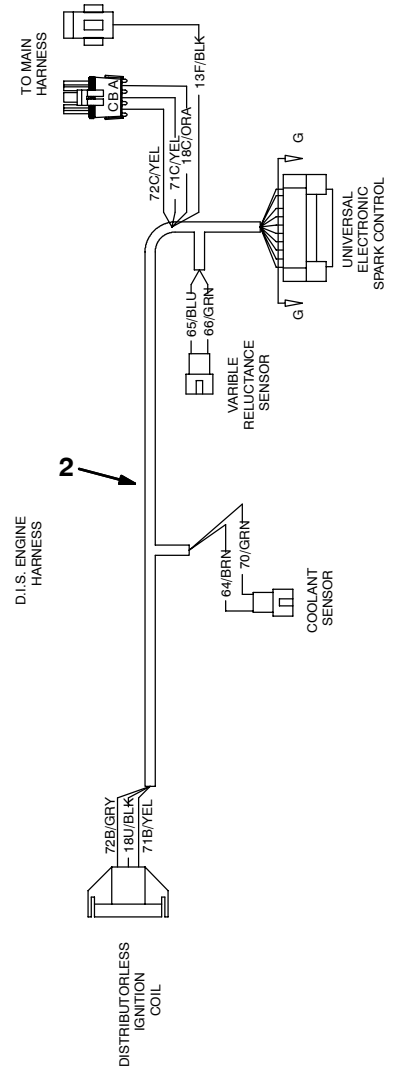 TO MAIN
HARNESS
C B A
13F/BLK
72C/YEL
71C/YEL
18C/ORA
G
G
UNIVERSAL
ELECTRONIC
SPARK CONTROL
65/BLU
66/GRN
VARIBLE
RELUCTANCE
SENSOR
2
D.I.S. ENGINE
HARNESS
64/BRN
70/GRN
COOLANT
SENSOR
72B/GRY
18U/BLK
71B/YEL
DISTRIBUTORLESS
IGNITION
COIL